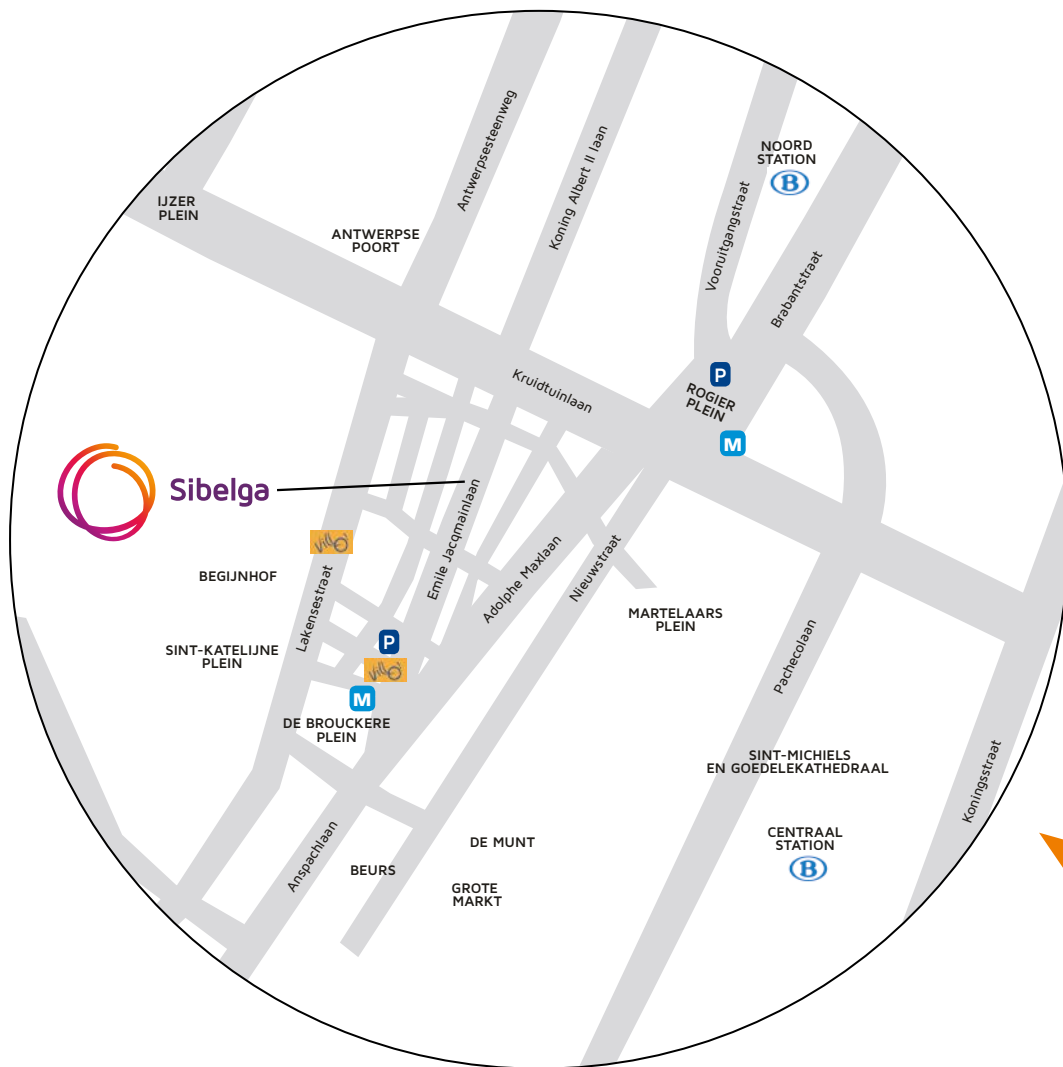 Antwerpsesteenweg
Koning Albert II laan
NOORD
STATION
B
Vooruitgangstraat
IJZER
PLEIN
ANTWERPSE
POORT
Brabantstraat
Kruidtuinlaan
P
ROGIER
PLEIN
M
Sibelga
Emile Jacqmainlaan
Villo!
Adolphe Maxlaan
Nieuwstraat
BEGIJNHOF
Lakensestraat
MARTELAARS
PLEIN
SINT-KATELIJNE
PLEIN
P
Villo!
M
DE BROUCKERE
PLEIN
Pachecolaan
SINT-MICHIELS
EN GOEDELEKATHEDRAAL
Koningsstraat
Anspachlaan
DE MUNT
CENTRAAL
STATION
B
BEURS
GROTE
MARKT